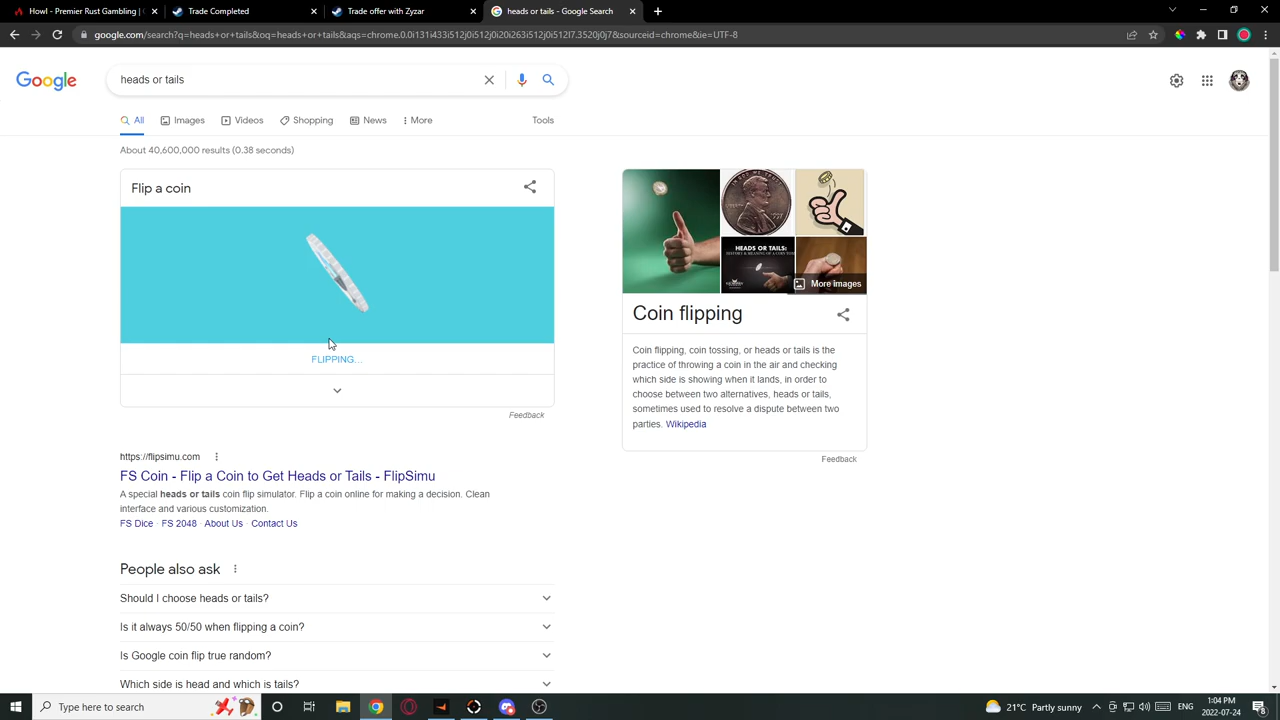 Howl - Premier Rust Gambling |
Trade Completed
Trade offer with Zyzar
heads or tails - Google Search
google.com/search?q=heads+or+tails&oq=heads+or+tails&aqs=chrome.0.0i131i433i512j0i512j0i20i263i512j0i512l7.3520j0j7&sourceid=chrome&ie=UTF-8
Google
heads or tails
All
Images
Videos
Shopping
News
More
Tools
About 40,600,000 results (0.38 seconds)
Flip a coin
FLIPPING...
Feedback
HEADS OR TAILS:
More images
Coin flipping
Coin flipping, coin tossing, or heads or tails is the
practice of throwing a coin in the air and checking
which side is showing when it lands, in order to
choose between two alternatives, heads or tails,
sometimes used to resolve a dispute between two
parties. Wikipedia
Feedback
https://flipsimu.com
FS Coin - Flip a Coin to Get Heads or Tails - FlipSimu
A special heads or tails coin flip simulator. Flip a coin online for making a decision. Clean
interface and various customization.
FS Dice · FS 2048 · About Us · Contact Us
People also ask
Should I choose heads or tails?
Is it always 50/50 when flipping a coin?
Is Google coin flip true random?
Which side is head and which is tails?
Type here to search
21°C Partly sunny
ENG
1:04 PM
2022-07-24
8